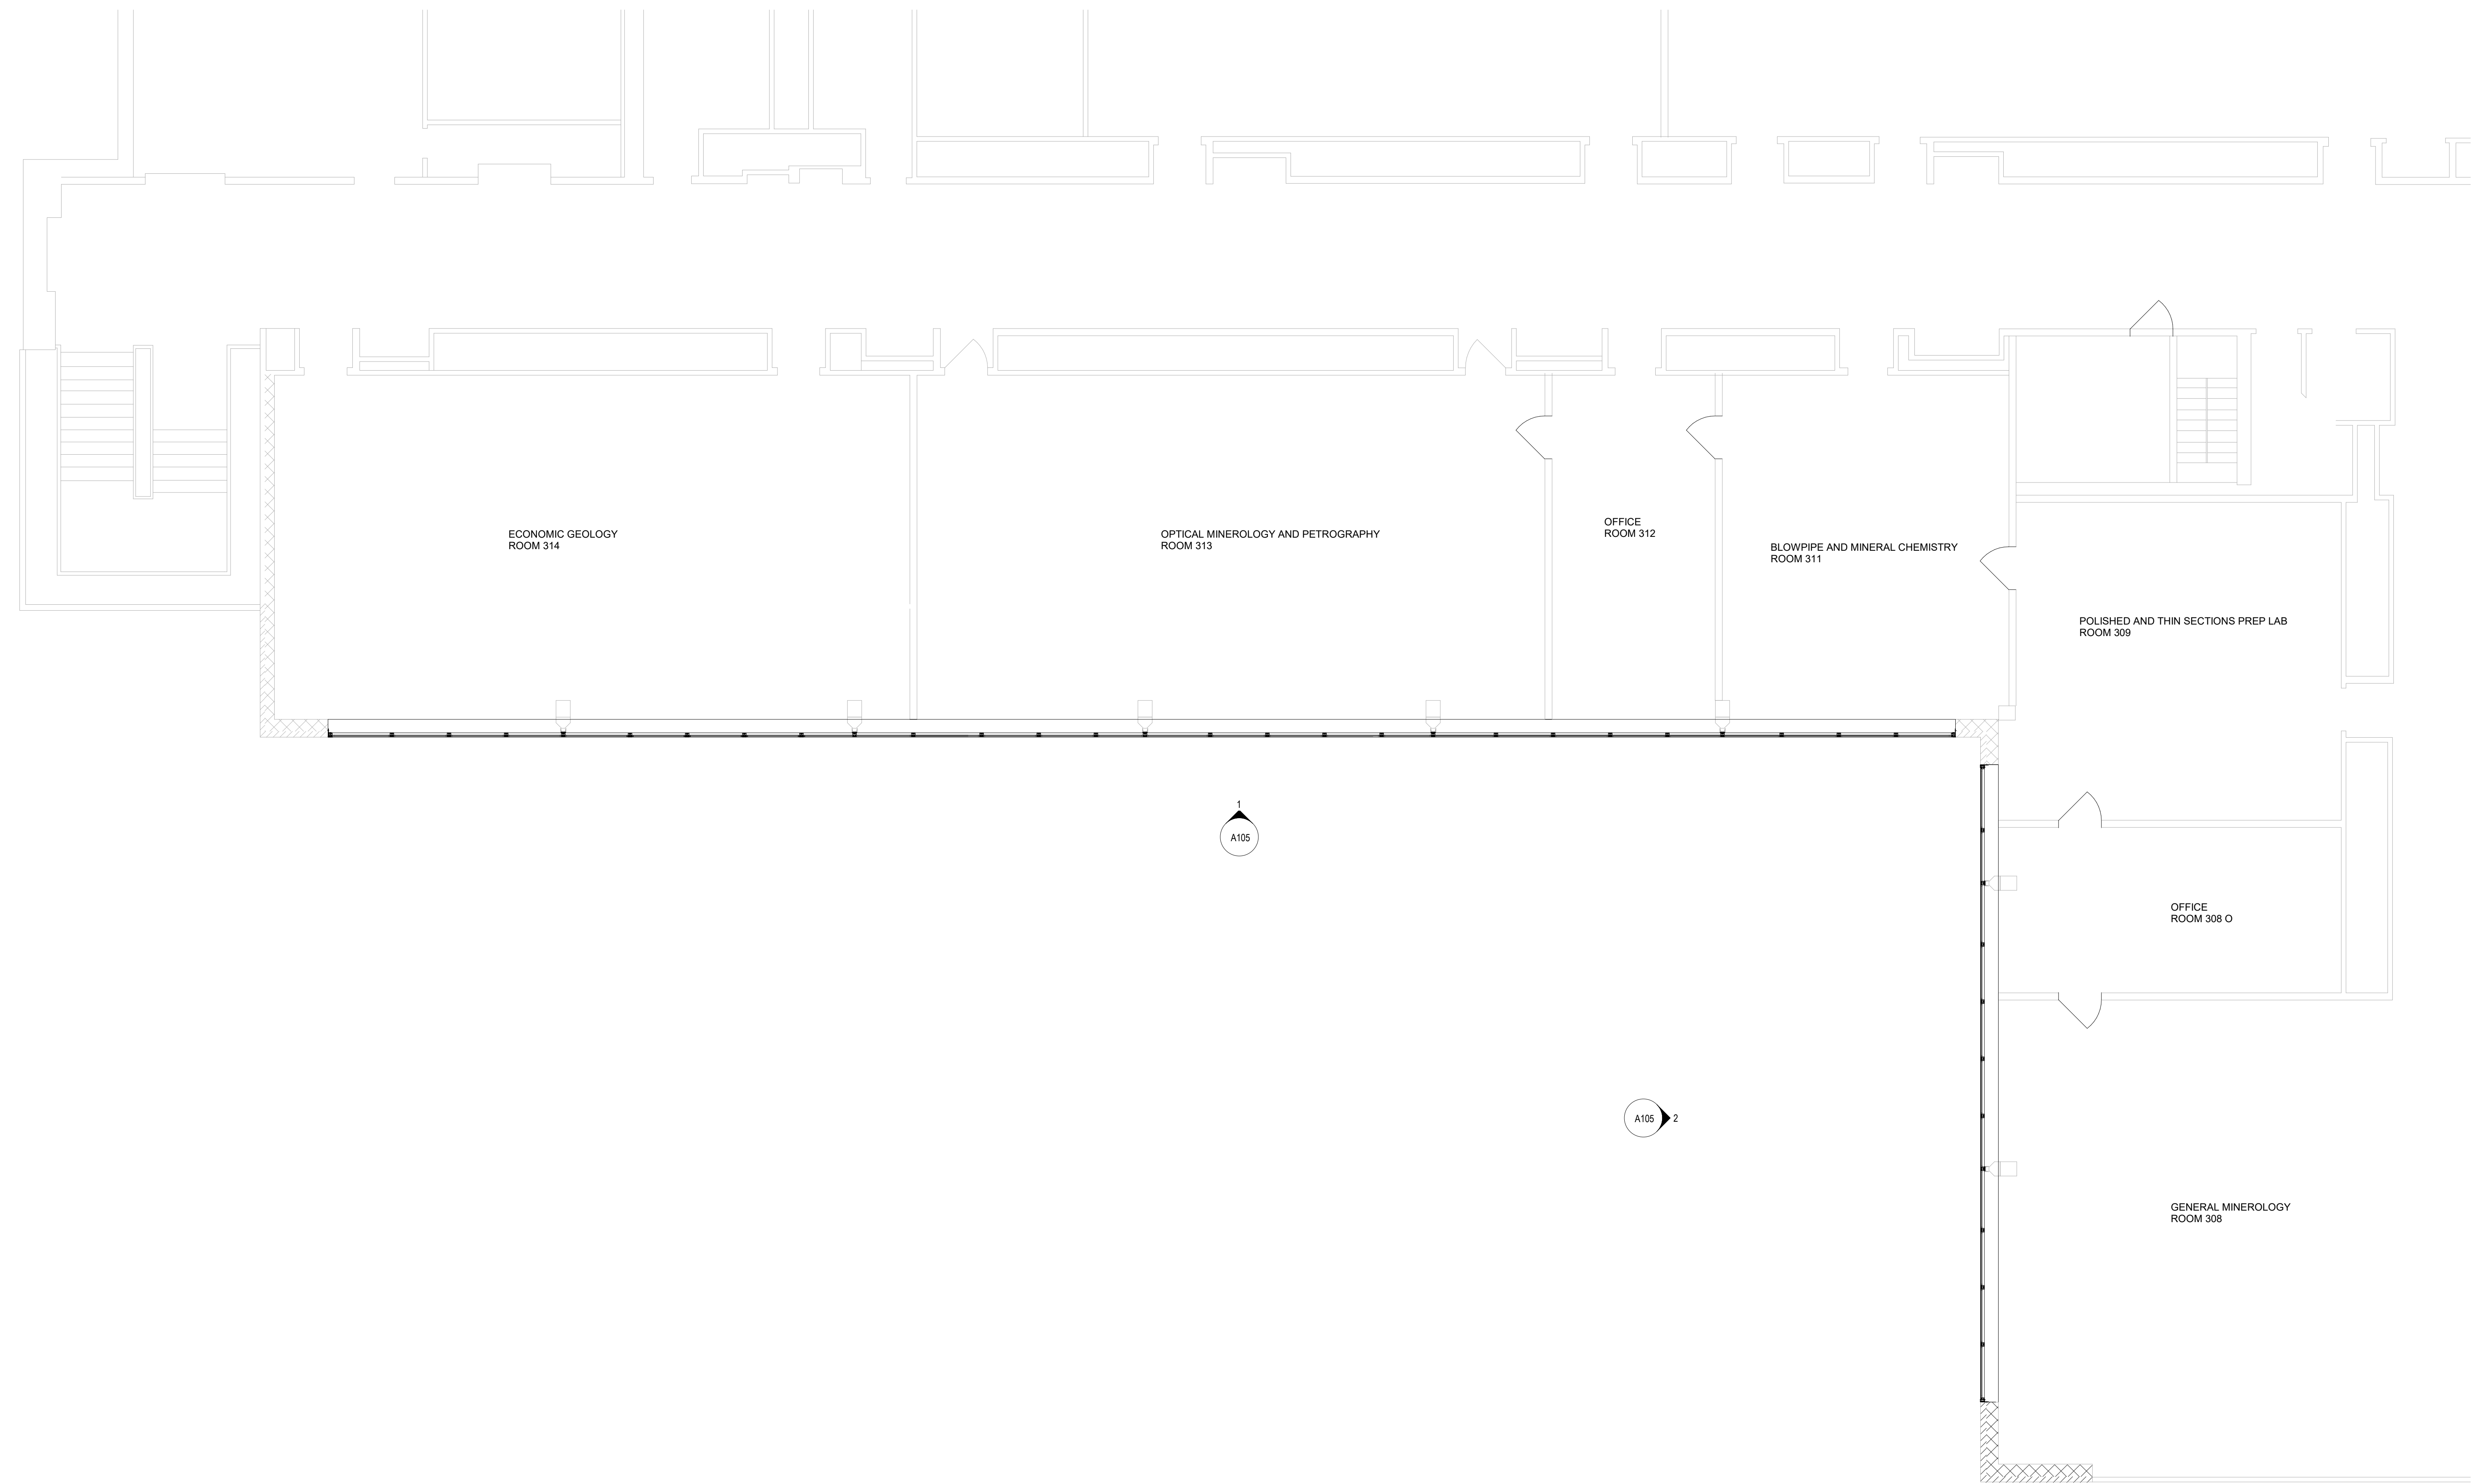 OFFICE
ROOM 312
ECONOMIC GEOLOGY
ROOM 314
OPTICAL MINEROLOGY AND PETROGRAPHY
ROOM 313
BLOWPIPE AND MINERAL CHEMISTRY
ROOM 311
POLISHED AND THIN SECTIONS PREP LAB
ROOM 309
1
A105
OFFICE
ROOM 308 O
A105
2
GENERAL MINEROLOGY
ROOM 308